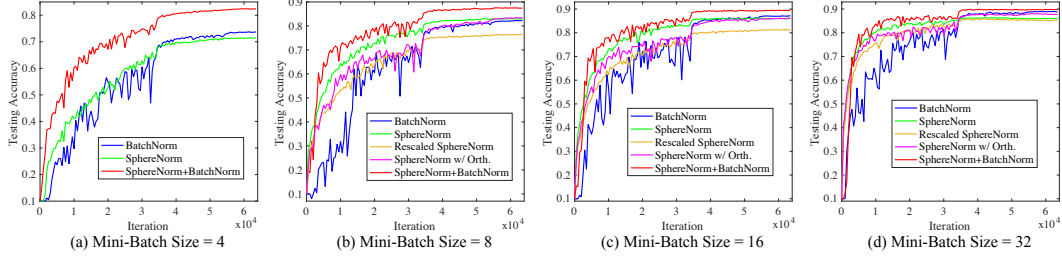 Testing Accuracy
0.8
0.7
0.6
0.5
0.4
0.3
0.2
0.1
BatchNorm
SphereNorm
SphereNorm+BatchNorm
0 1 2 3 4 5 6
Iteration
×10⁴
(a) Mini-Batch Size = 4
Testing Accuracy
0.9
0.8
0.7
0.6
0.5
0.4
0.3
0.2
0.1
BatchNorm
SphereNorm
Rescaled SphereNorm
SphereNorm w/ Orth.
SphereNorm+BatchNorm
0 1 2 3 4 5 6
Iteration
×10⁴
(b) Mini-Batch Size = 8
Testing Accuracy
0.9
0.8
0.7
0.6
0.5
0.4
0.3
0.2
0.1
BatchNorm
SphereNorm
Rescaled SphereNorm
SphereNorm w/ Orth.
SphereNorm+BatchNorm
0 1 2 3 4 5 6
Iteration
×10⁴
(c) Mini-Batch Size = 16
Testing Accuracy
0.9
0.8
0.7
0.6
0.5
0.4
0.3
0.2
0.1
BatchNorm
SphereNorm
Rescaled SphereNorm
SphereNorm w/ Orth.
SphereNorm+BatchNorm
0 1 2 3 4 5 6
Iteration
×10⁴
(d) Mini-Batch Size = 32